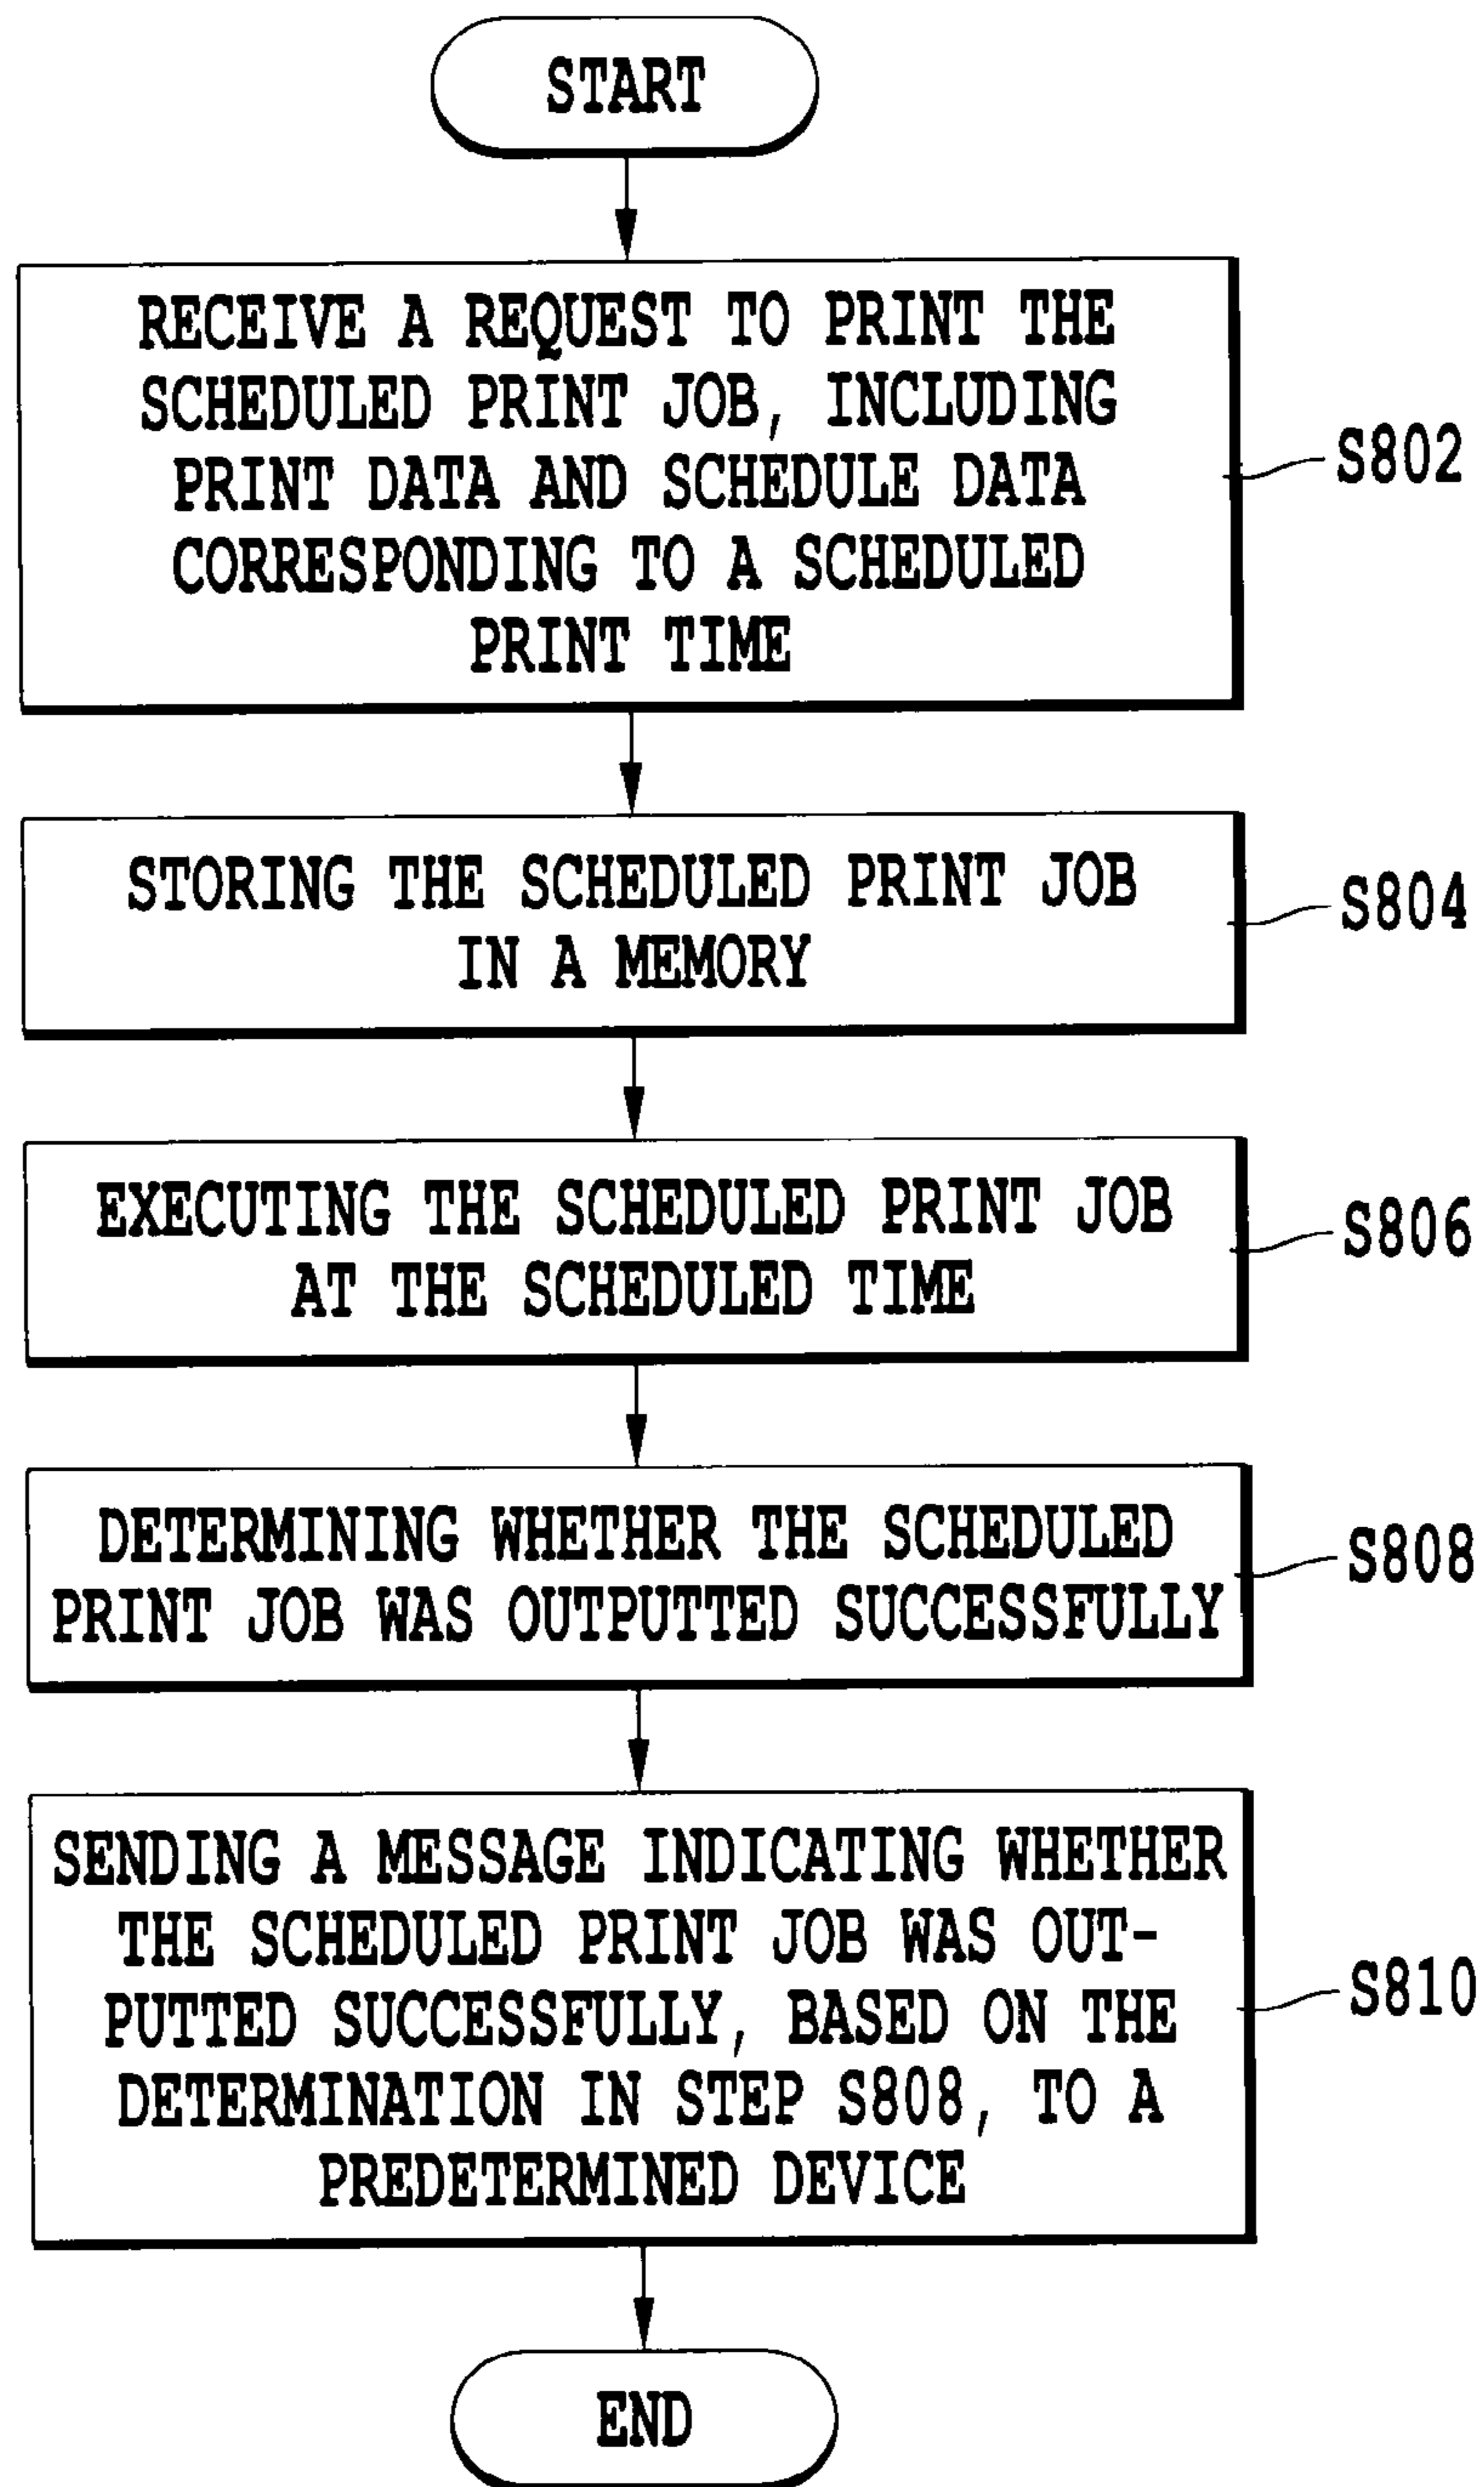 START
RECEIVE A REQUEST TO PRINT THE
SCHEDULED PRINT JOB, INCLUDING
PRINT DATA AND SCHEDULE DATA
CORRESPONDING TO A SCHEDULED
PRINT TIME
S802
STORING THE SCHEDULED PRINT JOB
IN A MEMORY
S804
EXECUTING THE SCHEDULED PRINT JOB
AT THE SCHEDULED TIME
S806
DETERMINING WHETHER THE SCHEDULED
PRINT JOB WAS OUTPUTTED SUCCESSFULLY
S808
SENDING A MESSAGE INDICATING WHETHER
THE SCHEDULED PRINT JOB WAS OUT-
PUTTED SUCCESSFULLY, BASED ON THE
DETERMINATION IN STEP S808, TO A
PREDETERMINED DEVICE
S810
END